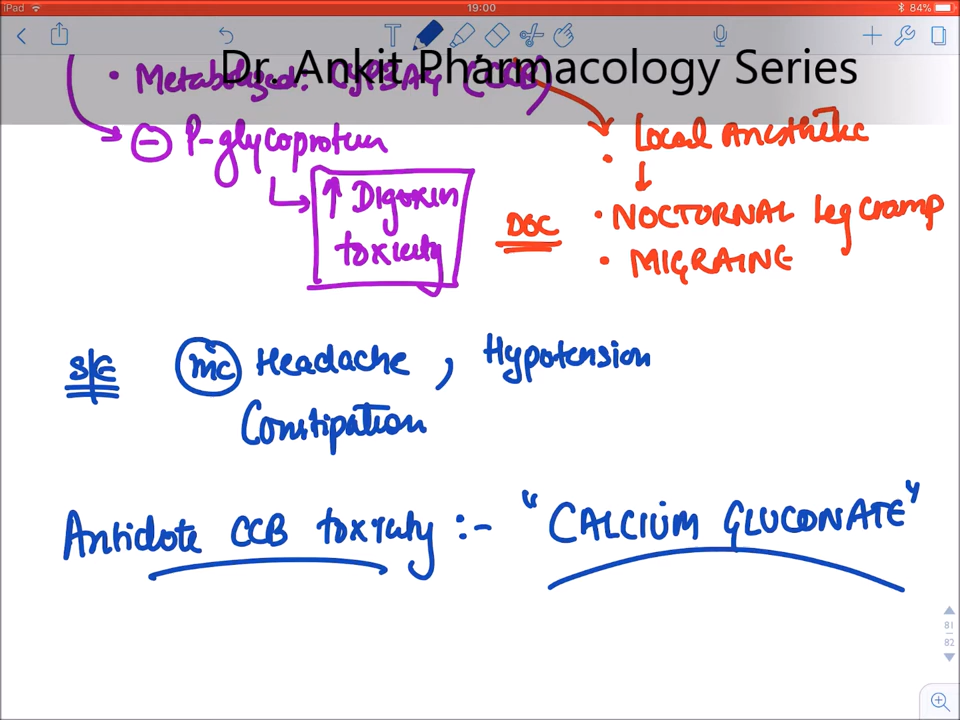 iPad 19:00 84%
Dr. Ankit Pharmacology Series
• Metabolized: CYP3A4 (CCB)
(−) P-glycoprotein
• Local Anesthetic
↑ Digoxin
toxicity
DOC
• NOCTORNAL leg cramp
• MIGRAINE
S/E (mc) Headache, Hypotension
Constipation
Antidote CCB toxicity :- "CALCIUM GLUCONATE"
81
82